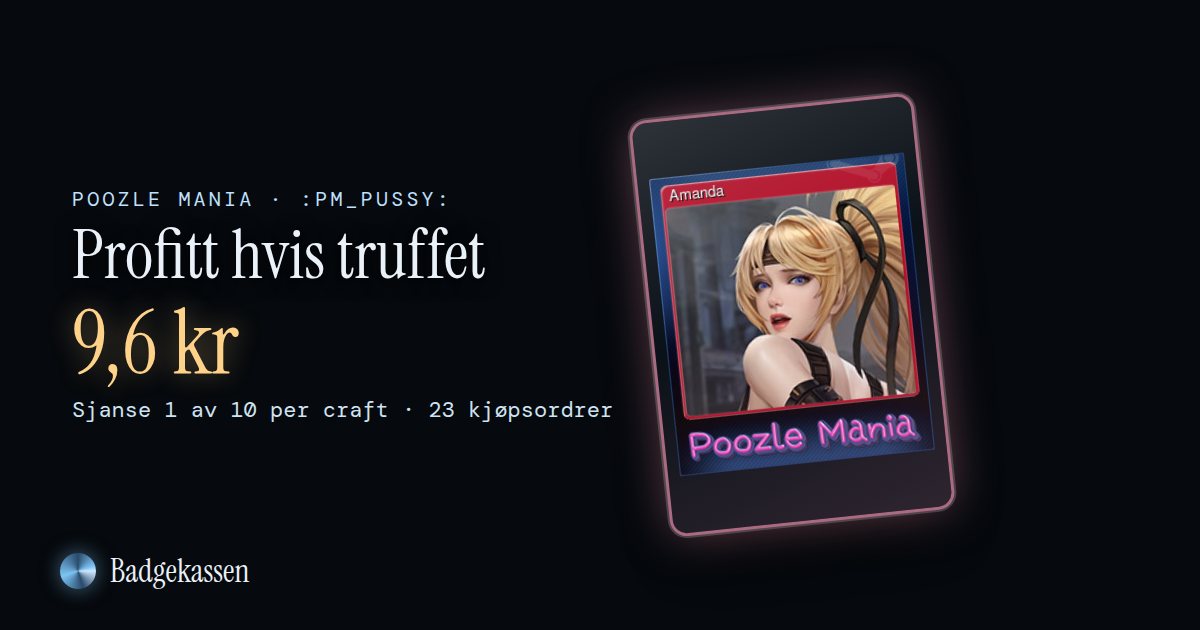 POOZLE MANIA · :PM_PUSSY:
Profitt hvis truffet
9,6 kr
Sjanse 1 av 10 per craft · 23 kjøpsordrer
Amanda
Poozle Mania
Badgekassen